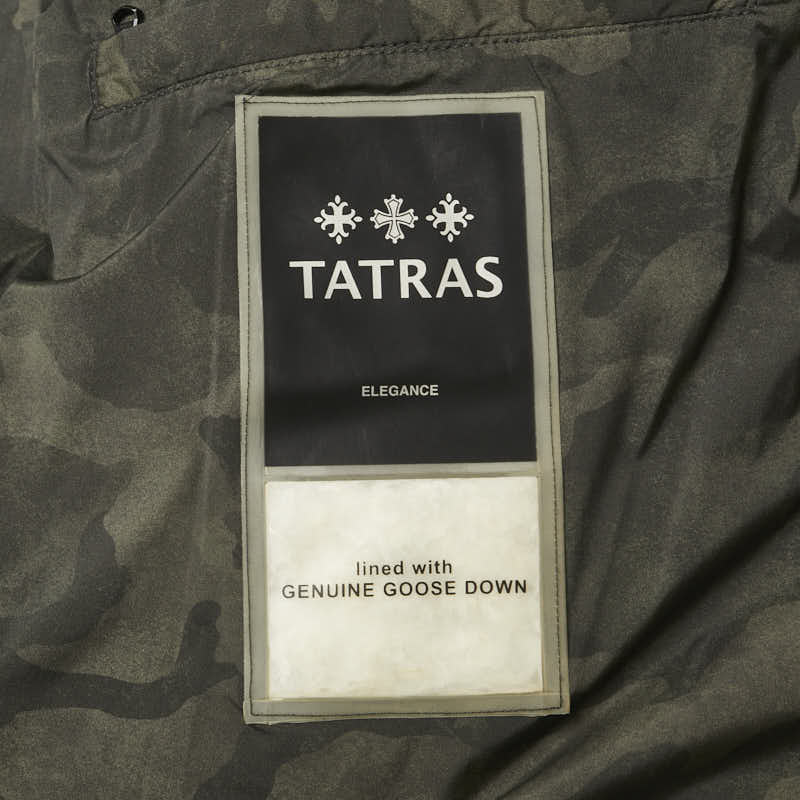 TATRAS
ELEGANCE
lined with
GENUINE GOOSE DOWN